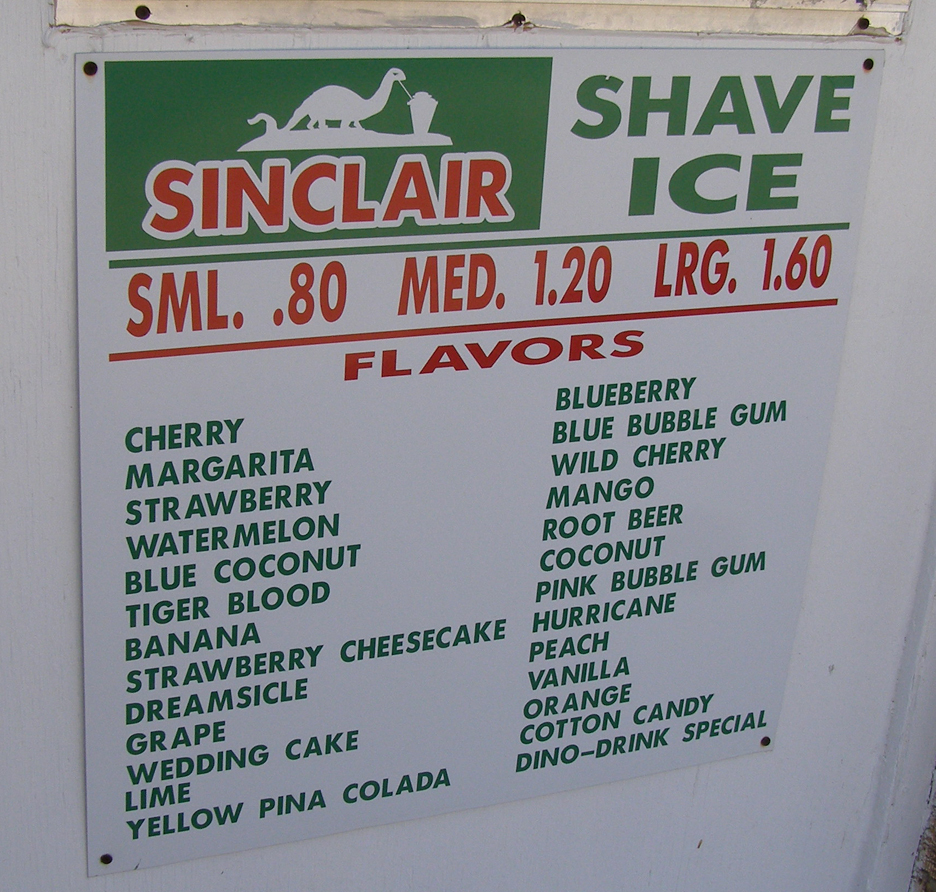 SINCLAIR
SHAVE
ICE
SML. .80 MED. 1.20 LRG. 1.60
FLAVORS
CHERRY
MARGARITA
STRAWBERRY
WATERMELON
BLUE COCONUT
TIGER BLOOD
BANANA
STRAWBERRY CHEESECAKE
DREAMSICLE
GRAPE
WEDDING CAKE
LIME
YELLOW PINA COLADA
BLUEBERRY
BLUE BUBBLE GUM
WILD CHERRY
MANGO
ROOT BEER
COCONUT
PINK BUBBLE GUM
HURRICANE
PEACH
VANILLA
ORANGE
COTTON CANDY
DINO-DRINK SPECIAL